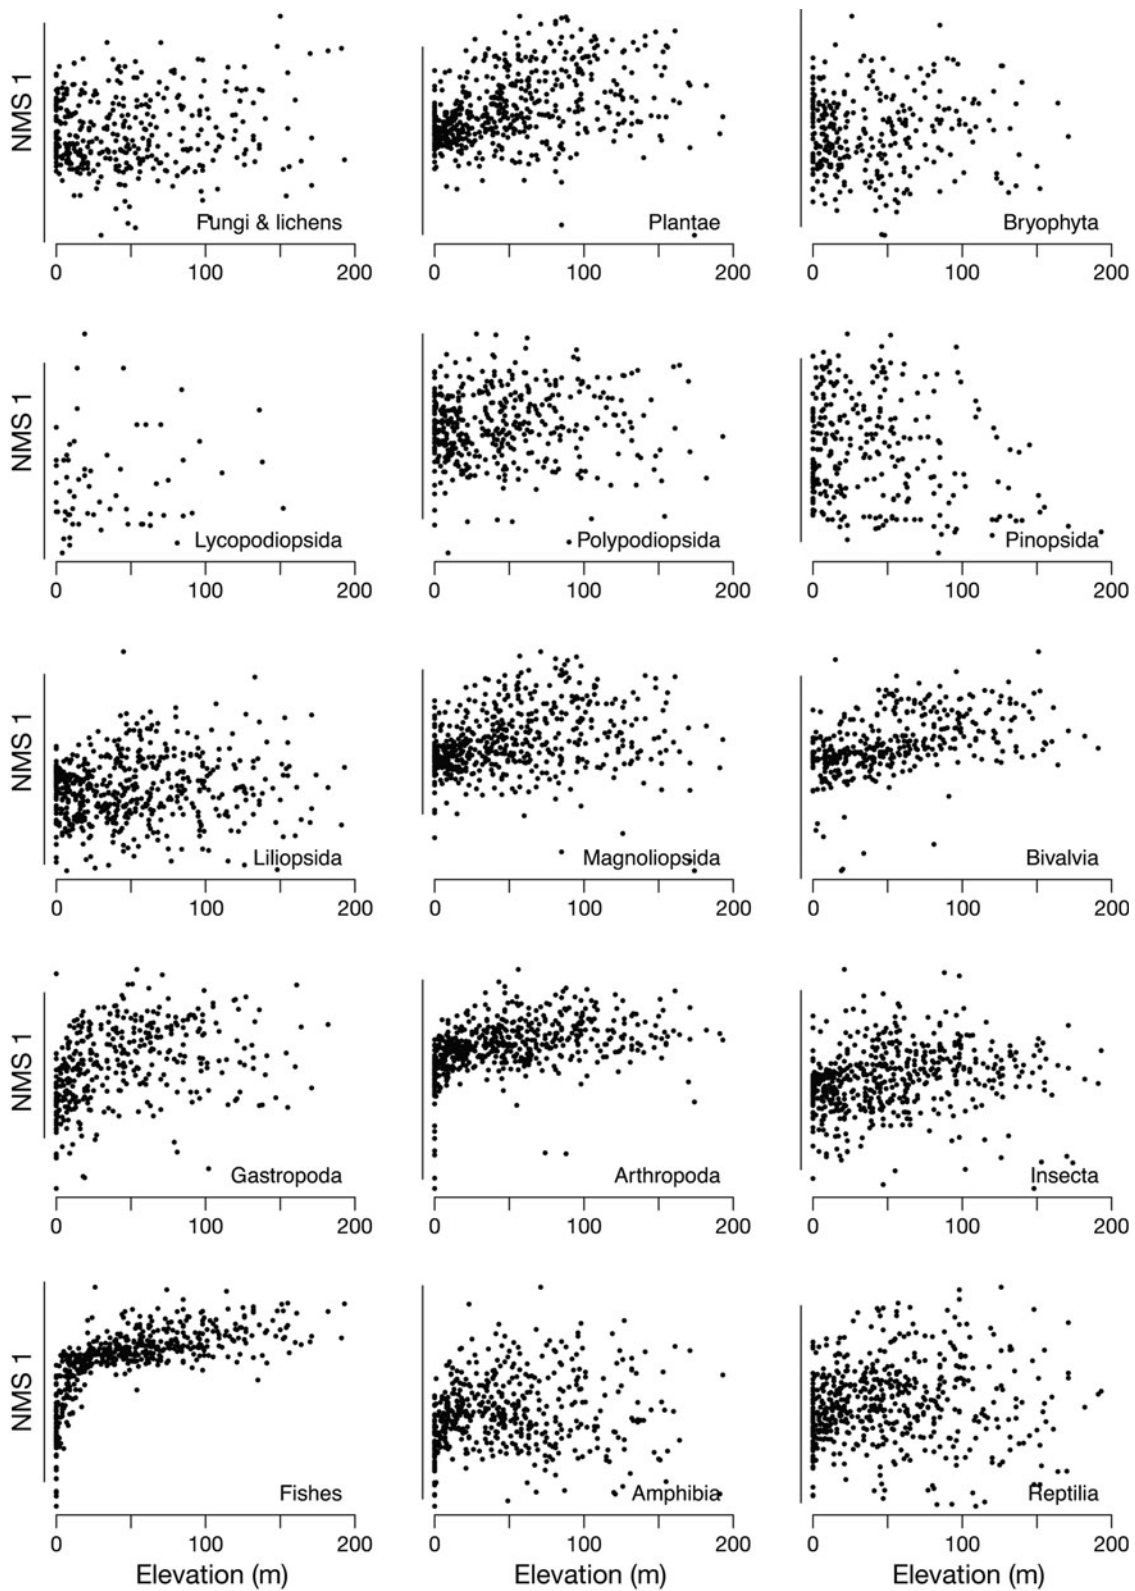 NMS 1
Fungi & lichens
Plantae
Bryophyta
0 100 200 0 100 200 0 100 200
NMS 1
Lycopodiopsida
Polypodiopsida
Pinopsida
0 100 200 0 100 200 0 100 200
NMS 1
Liliopsida
Magnoliopsida
Bivalvia
0 100 200 0 100 200 0 100 200
NMS 1
Gastropoda
Arthropoda
Insecta
0 100 200 0 100 200 0 100 200
NMS 1
Fishes
Amphibia
Reptilia
0 100 200 0 100 200 0 100 200
Elevation (m) Elevation (m) Elevation (m)